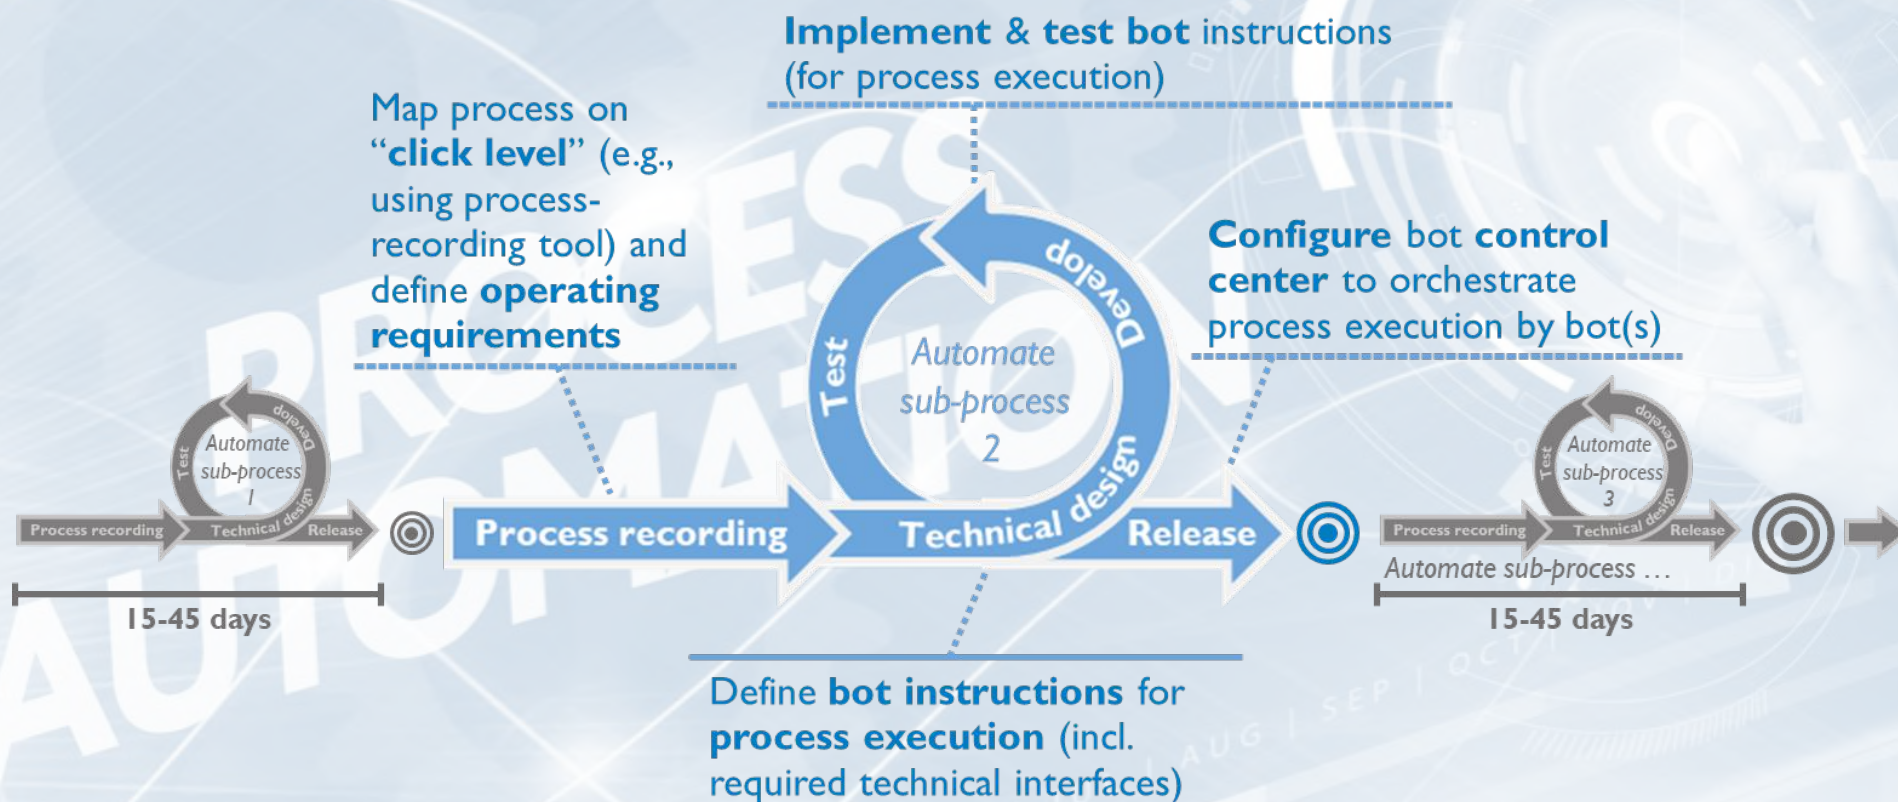 Implement & test bot instructions
(for process execution)
Map process on
“click level” (e.g.,
using process-
recording tool) and
define operating
requirements
Configure bot control
center to orchestrate
process execution by bot(s)
PROCESS
AUTOMATION
Test
Develop
Automate
sub-process
1
Process recording
Technical design
Release
15-45 days
Test
Develop
Automate
sub-process
2
Process recording
Technical design
Release
Test
Develop
Automate
sub-process
3
Process recording
Technical design
Release
Automate sub-process ...
15-45 days
Define bot instructions for
process execution (incl.
required technical interfaces)
AUG | SEP | OCT | NOV